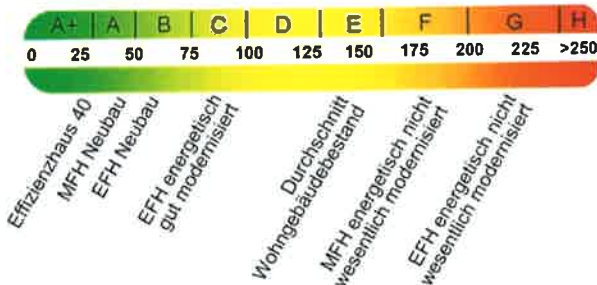 A+ A B C D E F G H
0 25 50 75 100 125 150 175 200 225 >250
Effizienzhaus 40
MFH Neubau
EFH Neubau
EFH energetisch
gut modernisiert
Durchschnitt
Wohngebäudebestand
MFH energetisch nicht
wesentlich modernisiert
EFH energetisch nicht
wesentlich modernisiert